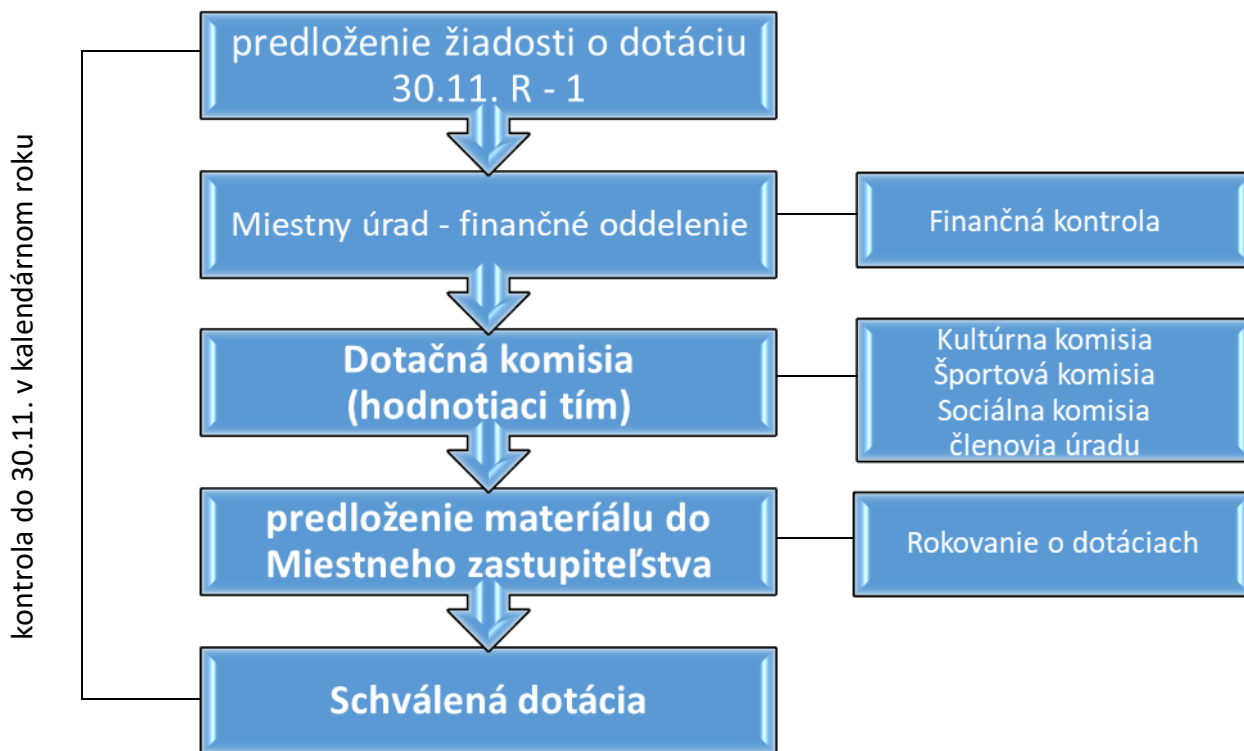 predloženie žiadosti o dotáciu
30.11. R - 1
Miestny úrad - finančné oddelenie
Finančná kontrola
Dotačná komisia
(hodnotiaci tím)
Kultúrna komisia
Športová komisia
Sociálna komisia
členovia úradu
predloženie materíálu do
Miestneho zastupiteľstva
Rokovanie o dotáciach
Schválená dotácia
kontrola do 30.11. v kalendárnom roku